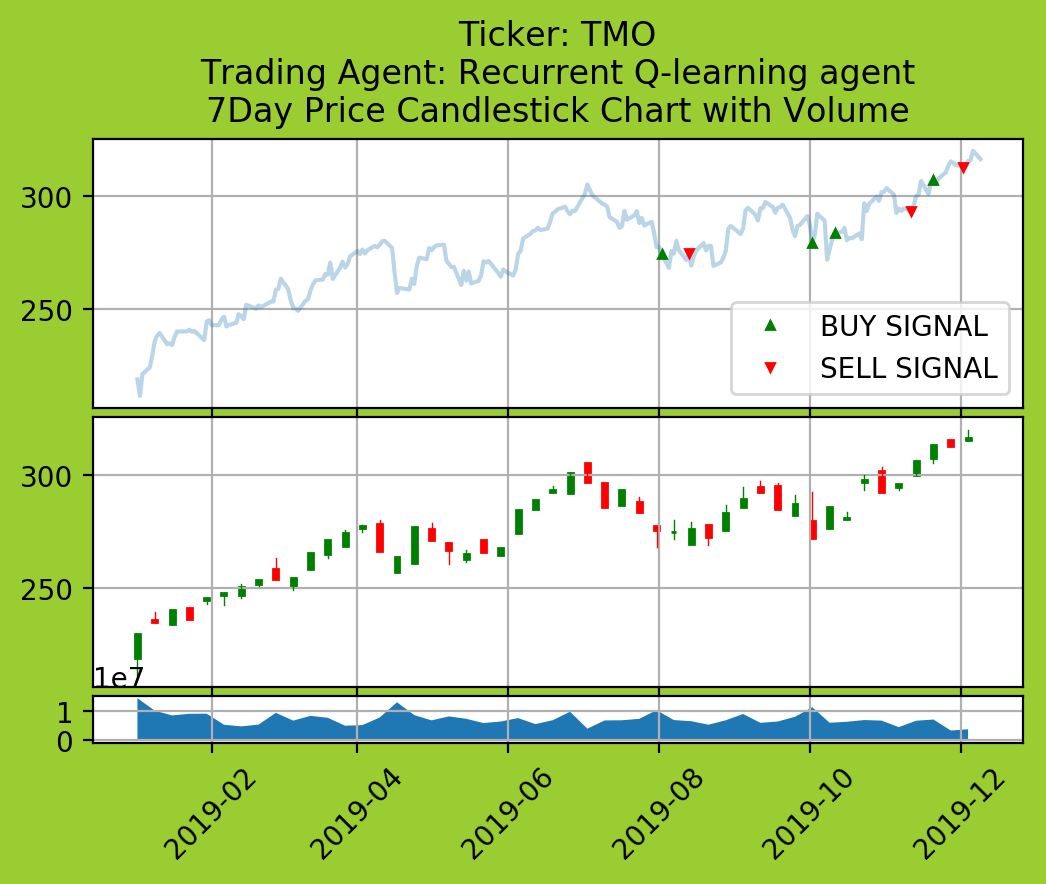 Ticker: TMO
Trading Agent: Recurrent Q-learning agent
7Day Price Candlestick Chart with Volume
300
250
BUY SIGNAL
SELL SIGNAL
300
250
1e7
1
0
2019-02
2019-04
2019-06
2019-08
2019-10
2019-12